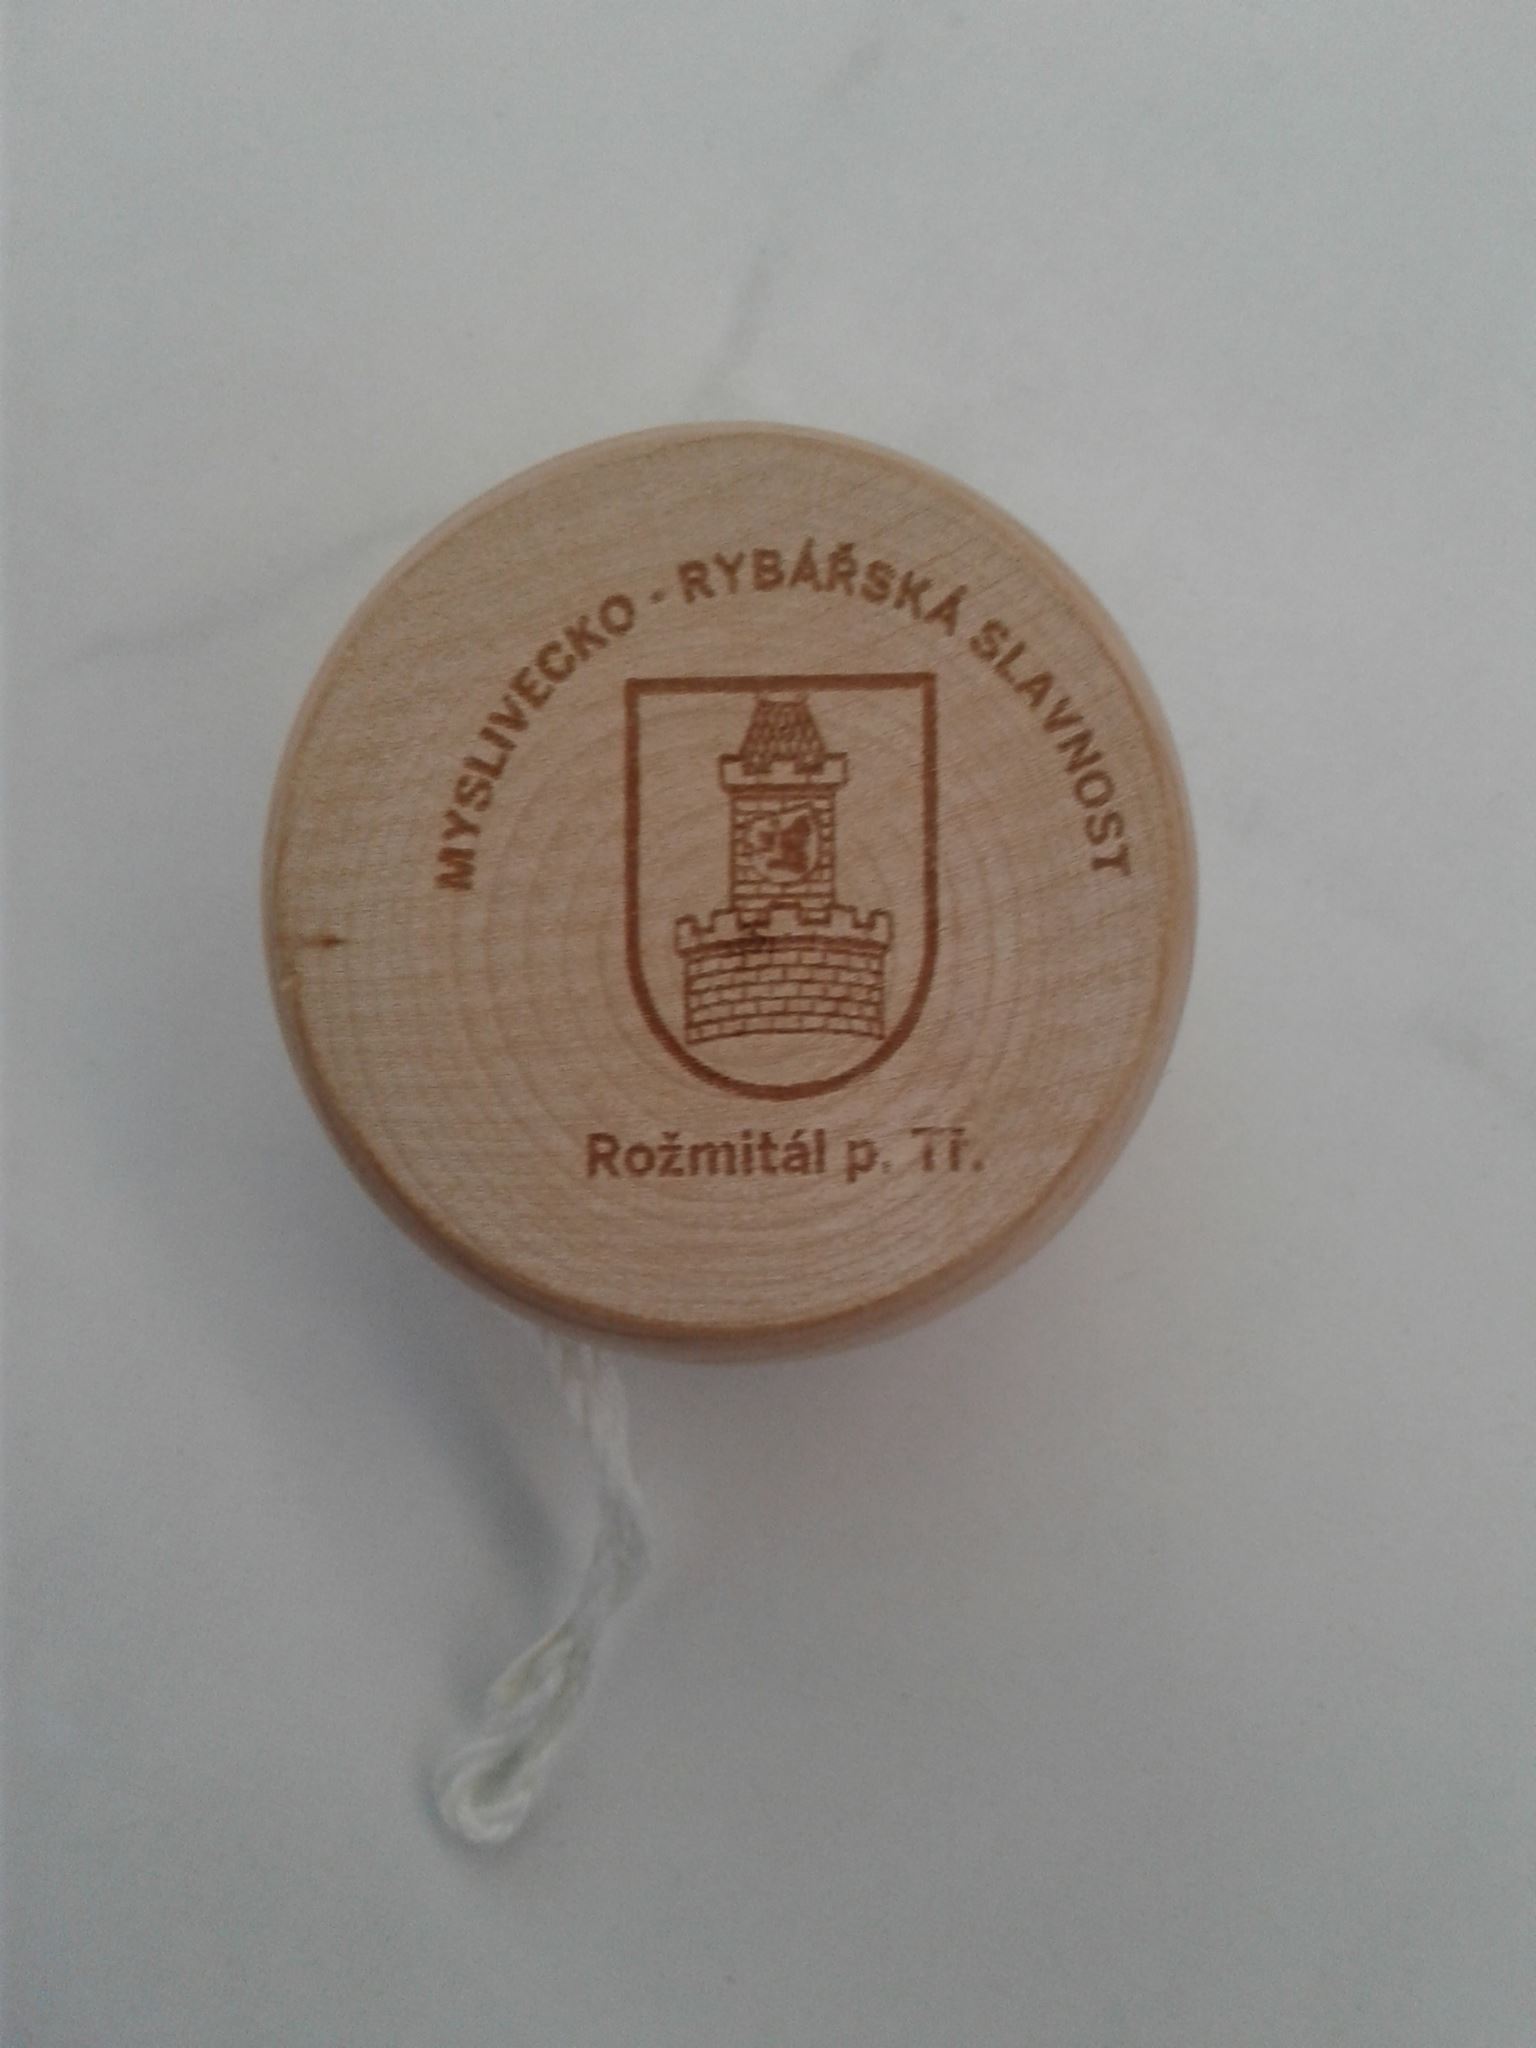 MYSLIVECKO - RYBÁŘSKÁ SLAVNOST
Rožmitál p. Tř.